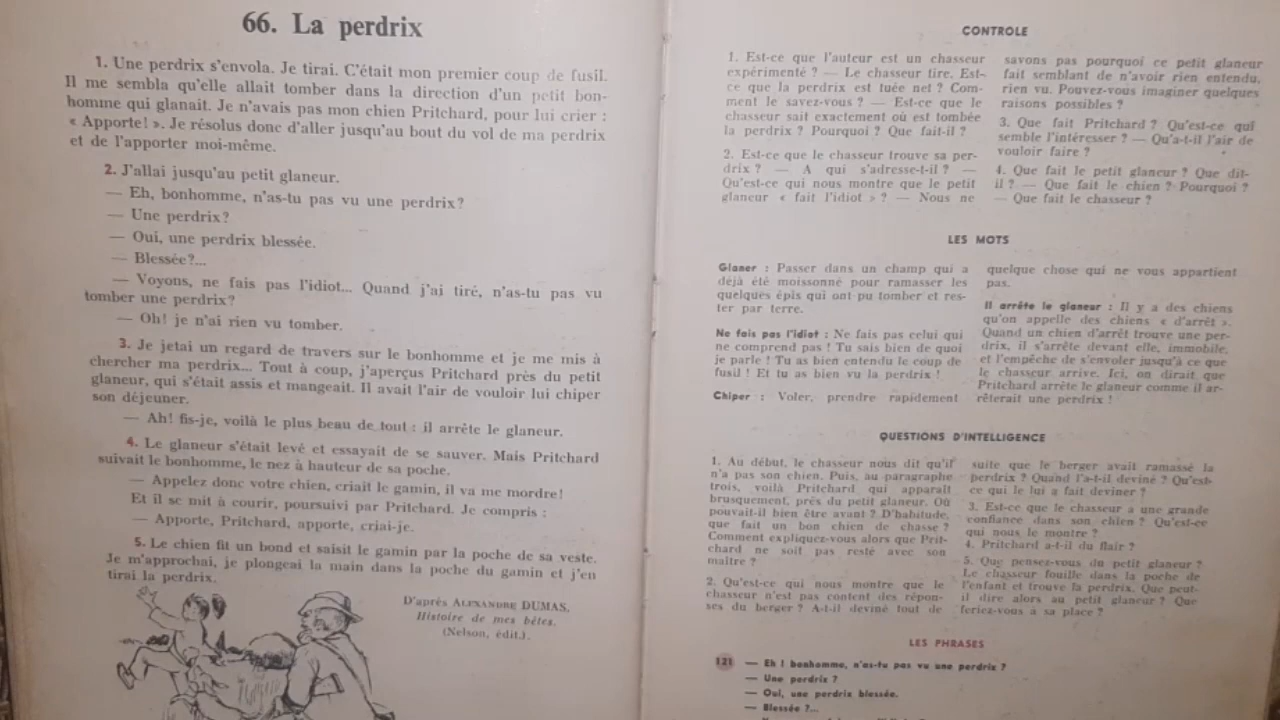 66. La perdrix
1. Une perdrix s'envola. Je tirai. C'était mon premier coup de fusil.
Il me sembla qu'elle allait tomber dans la direction d'un petit bon-
homme qui glanait. Je n'avais pas mon chien Pritchard, pour lui crier :
« Apporte! ». Je résolus donc d'aller jusqu'au bout du vol de ma perdrix
et de l'apporter moi-même.
2. J'allai jusqu'au petit glaneur.
— Eh, bonhomme, n'as-tu pas vu une perdrix?
— Une perdrix?
— Oui, une perdrix blessée.
— Blessée?...
— Voyons, ne fais pas l'idiot... Quand j'ai tiré, n'as-tu pas vu
tomber une perdrix?
— Oh! je n'ai rien vu tomber.
3. Je jetai un regard de travers sur le bonhomme et je me mis à
chercher ma perdrix... Tout à coup, j'aperçus Pritchard près du petit
glaneur, qui s'était assis et mangeait. Il avait l'air de vouloir lui chiper
son déjeuner.
— Ah! fis-je, voilà le plus beau de tout : il arrête le glaneur.
4. Le glaneur s'était levé et essayait de se sauver. Mais Pritchard
suivait le bonhomme, le nez à hauteur de sa poche.
— Appelez donc votre chien, criait le gamin, il va me mordre!
Et il se mit à courir, poursuivi par Pritchard. Je compris :
— Apporte, Pritchard, apporte, criai-je.
5. Le chien fit un bond et saisit le gamin par la poche de sa veste.
Je m'approchai, je plongeai la main dans la poche du gamin et j'en
tirai la perdrix.
D'après ALEXANDRE DUMAS,
Histoire de mes bêtes.
(Nelson, édit.).
CONTROLE
1. Est-ce que l'auteur est un chasseur
expérimenté ? — Le chasseur tire. Est-
ce que la perdrix est tuée net ? Com-
ment le savez-vous ? — Est-ce que le
chasseur sait exactement où est tombée
la perdrix ? Pourquoi ? Que fait-il ?
2. Est-ce que le chasseur trouve sa per-
drix ? — A qui s'adresse-t-il ? —
Qu'est-ce qui nous montre que le petit
glaneur « fait l'idiot » ? — Nous ne
savons pas pourquoi ce petit glaneur
fait semblant de n'avoir rien entendu,
rien vu. Pouvez-vous imaginer quelques
raisons possibles ?
3. Que fait Pritchard ? Qu'est-ce qui
semble l'intéresser ? — Qu'a-t-il l'air de
vouloir faire ?
4. Que fait le petit glaneur ? Que dit-
il ? — Que fait le chien ? Pourquoi ?
— Que fait le chasseur ?
LES MOTS
Glaner : Passer dans un champ qui a
déjà été moissonné pour ramasser les
quelques épis qui ont pu tomber et res-
ter par terre.
Ne fais pas l'idiot : Ne fais pas celui qui
ne comprend pas ! Tu sais bien de quoi
je parle ! Tu as bien entendu le coup de
fusil ! Et tu as bien vu la perdrix !
Chiper : Voler, prendre rapidement
quelque chose qui ne vous appartient
pas.
Il arrête le glaneur : Il y a des chiens
qu'on appelle des chiens « d'arrêt ».
Quand un chien d'arrêt trouve une per-
drix, il s'arrête devant elle, immobile,
et l'empêche de s'envoler jusqu'à ce que
le chasseur arrive. Ici, on dirait que
Pritchard arrête le glaneur comme il ar-
rêterait une perdrix !
QUESTIONS D'INTELLIGENCE
1. Au début, le chasseur nous dit qu'il
n'a pas son chien. Puis, au paragraphe
trois, voilà Pritchard qui apparaît
brusquement, près du petit glaneur. Où
pouvait-il bien être avant ? D'habitude,
que fait un bon chien de chasse ?
Comment expliquez-vous alors que Prit-
chard ne soit pas resté avec son
maître ?
2. Qu'est-ce qui nous montre que le
chasseur n'est pas content des répon-
ses du berger ? A-t-il deviné tout de
suite que le berger avait ramassé la
perdrix ? Quand l'a-t-il deviné ? Qu'est-
ce qui le lui a fait deviner ?
3. Est-ce que le chasseur a une grande
confiance dans son chien ? Qu'est-ce
qui nous le montre ?
4. Pritchard a-t-il du flair ?
5. Que pensez-vous du petit glaneur ?
Le chasseur fouille dans la poche de
l'enfant et trouve la perdrix. Que peut-
il dire alors au petit glaneur ? Que
feriez-vous à sa place ?
LES PHRASES
121 — Eh ! bonhomme, n'as-tu pas vu une perdrix ?
— Une perdrix ?
— Oui, une perdrix blessée.
— Blessée ?...